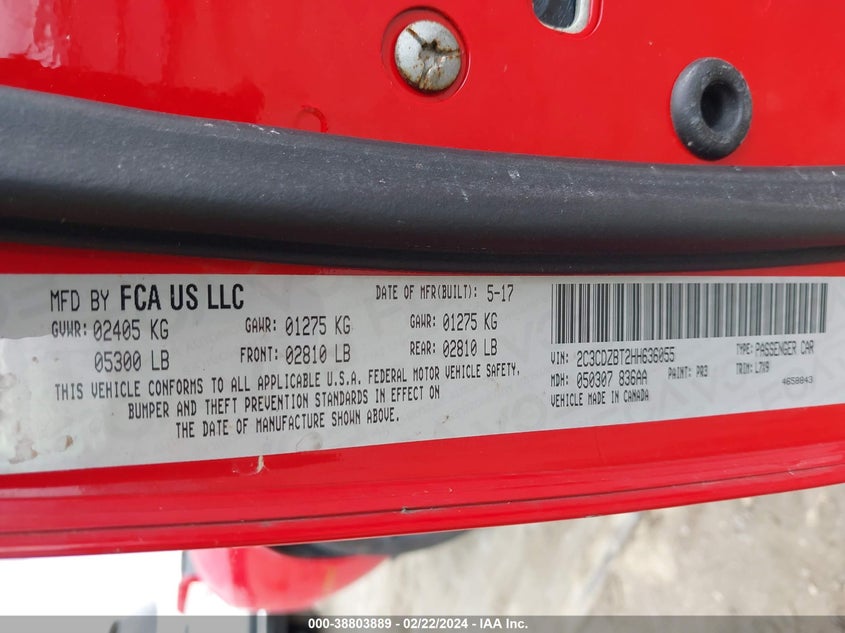 MFD BY FCA US LLC
DATE OF MFR(BUILT): 5-17
GVWR: 02405 KG
GAWR: 01275 KG
GAWR: 01275 KG
05300 LB
FRONT: 02810 LB
REAR: 02810 LB
THIS VEHICLE CONFORMS TO ALL APPLICABLE U.S.A. FEDERAL MOTOR VEHICLE SAFETY,
BUMPER AND THEFT PREVENTION STANDARDS IN EFFECT ON
THE DATE OF MANUFACTURE SHOWN ABOVE.
VIN: 2C3CDZBT2HH636055
TYPE: PASSENGER CAR
MDH: 050307 836AA
PAINT: PR3
TRIM: L7X9
VEHICLE MADE IN CANADA
4658843
000-38803889 - 02/22/2024 - IAA Inc.